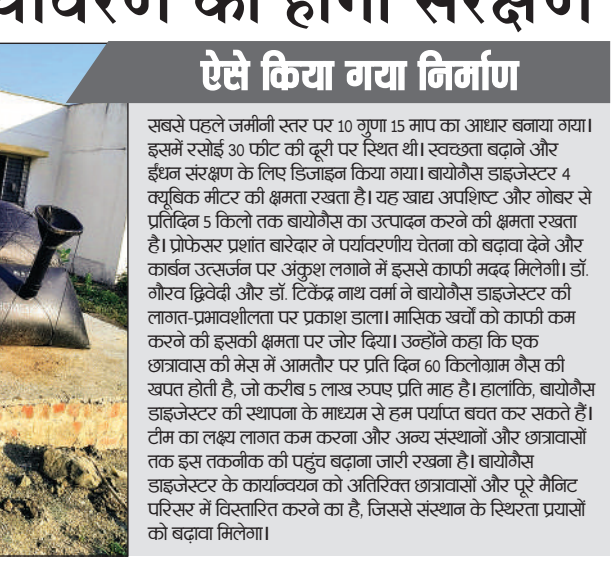 र्यावरण का होगा संरक्षण
ऐसे किया गया निर्माण
सबसे पहले जमीनी स्तर पर 10 गुणा 15 माप का आधार बनाया गया।
इसमें रसोई 30 फीट की दूरी पर स्थित थी। स्वच्छता बढ़ाने और
ईंधन संरक्षण के लिए डिजाइन किया गया। बायोगैस डाइजेस्टर 4
क्यूबिक मीटर की क्षमता रखता है। यह खाद्य अपशिष्ट और गोबर से
प्रतिदिन 5 किलो तक बायोगैस का उत्पादन करने की क्षमता रखता
है। प्रोफेसर प्रशांत बारेदार ने पर्यावरणीय चेतना को बढ़ावा देने और
कार्बन उत्सर्जन पर अंकुश लगाने में इससे काफी मदद मिलेगी। डॉ.
गौरव द्विवेदी और डॉ. टिकेंद्र नाथ वर्मा ने बायोगैस डाइजेस्टर की
लागत-प्रभावशीलता पर प्रकाश डाला। मासिक खर्चों को काफी कम
करने की इसकी क्षमता पर जोर दिया। उन्होंने कहा कि एक
छात्रावास की मेस में आमतौर पर प्रति दिन 60 किलोग्राम गैस की
खपत होती है, जो करीब 5 लाख रुपए प्रति माह है। हालांकि, बायोगैस
डाइजेस्टर की स्थापना के माध्यम से हम पर्याप्त बचत कर सकते हैं।
टीम का लक्ष्य लागत कम करना और अन्य संस्थानों और छात्रावासों
तक इस तकनीक की पहुंच बढ़ाना जारी रखना है। बायोगैस
डाइजेस्टर के कार्यान्वयन को अतिरिक्त छात्रावासों और पूरे मैनिट
परिसर में विस्तारित करने का है, जिससे संस्थान के स्थिरता प्रयासों
को बढ़ावा मिलेगा।